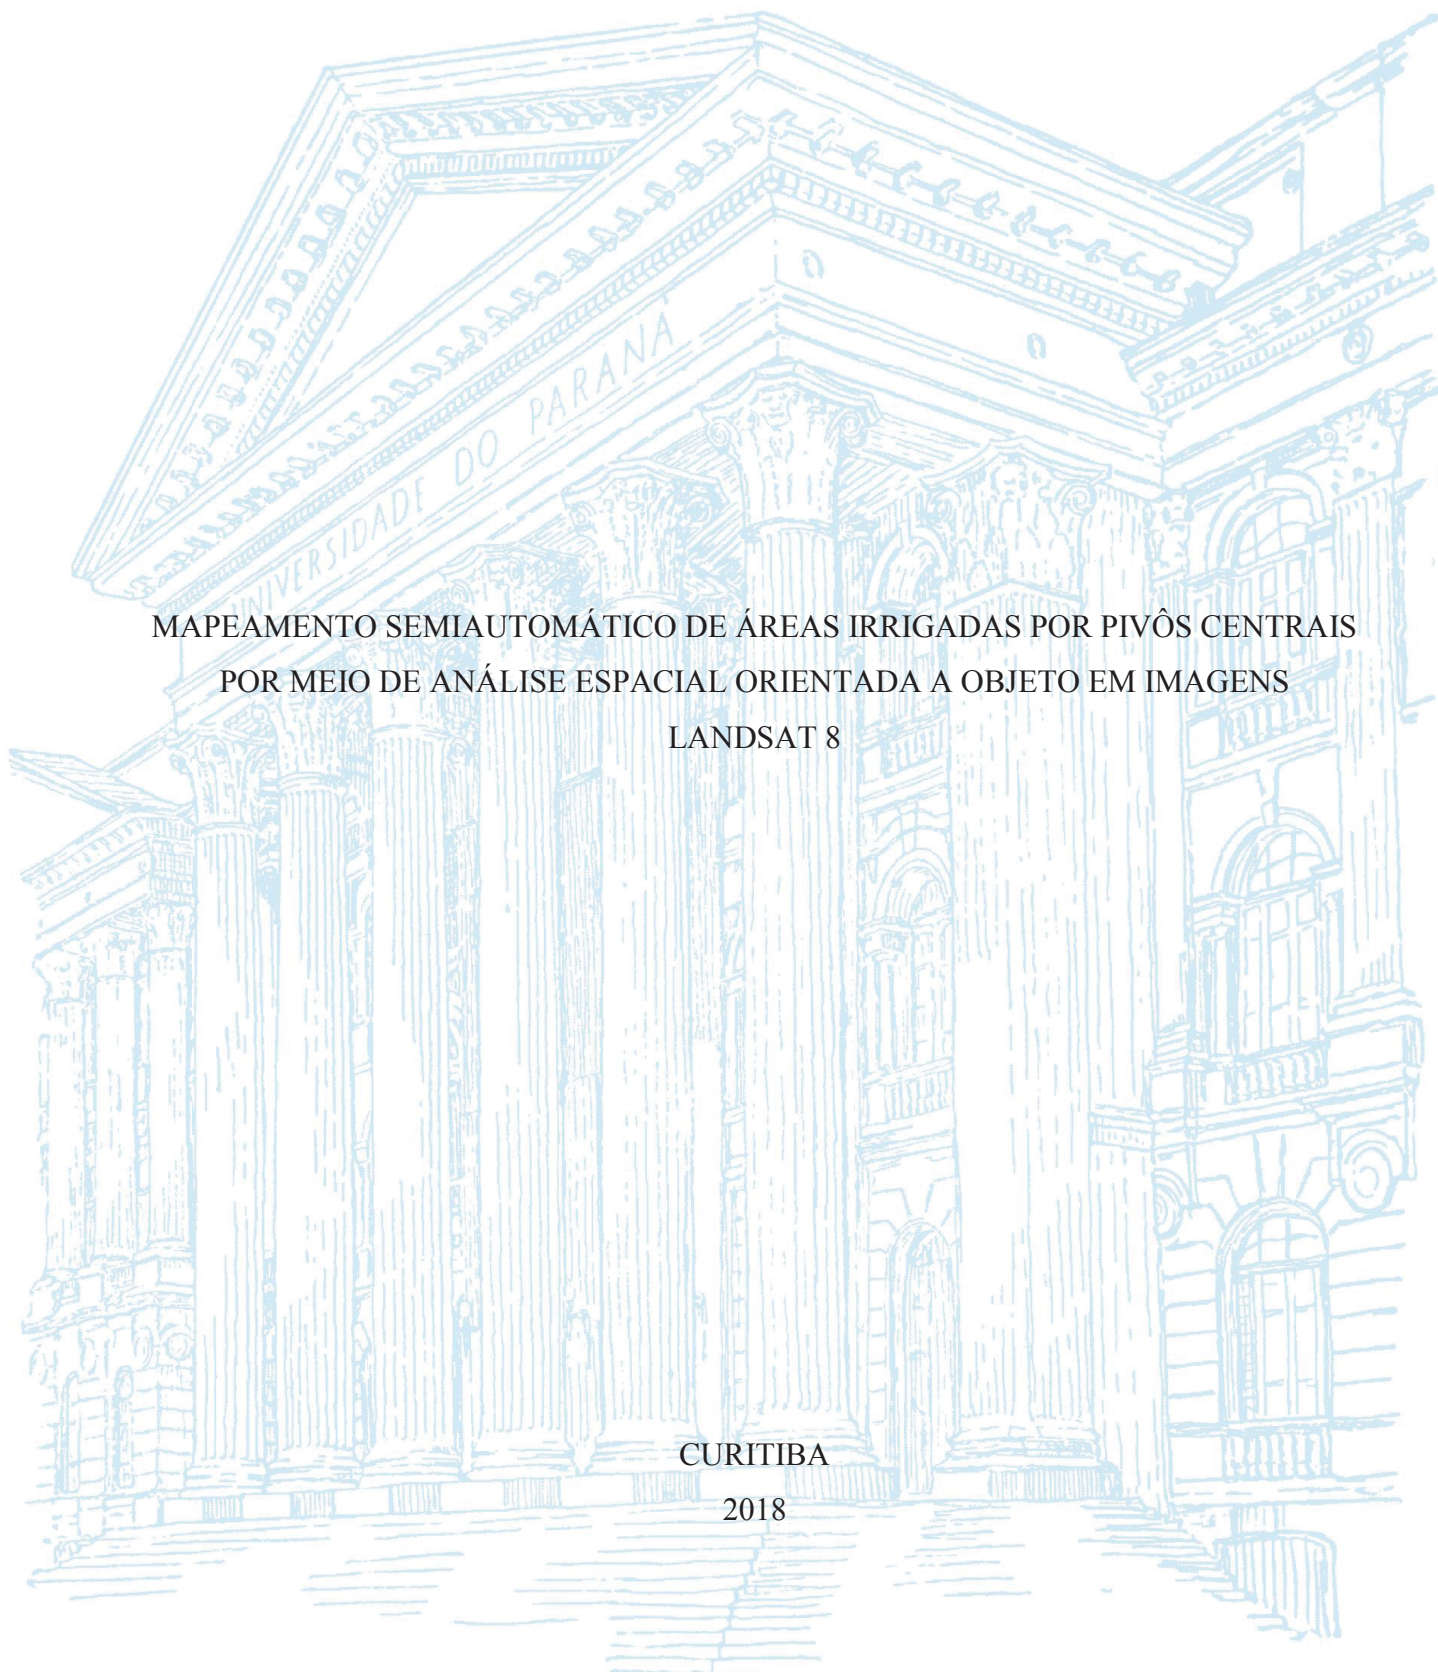 UNIVERSIDADE DO PARANÁ
MAPEAMENTO SEMIAUTOMÁTICO DE ÁREAS IRRIGADAS POR PIVÔS CENTRAIS
POR MEIO DE ANÁLISE ESPACIAL ORIENTADA A OBJETO EM IMAGENS
LANDSAT 8
CURITIBA
2018